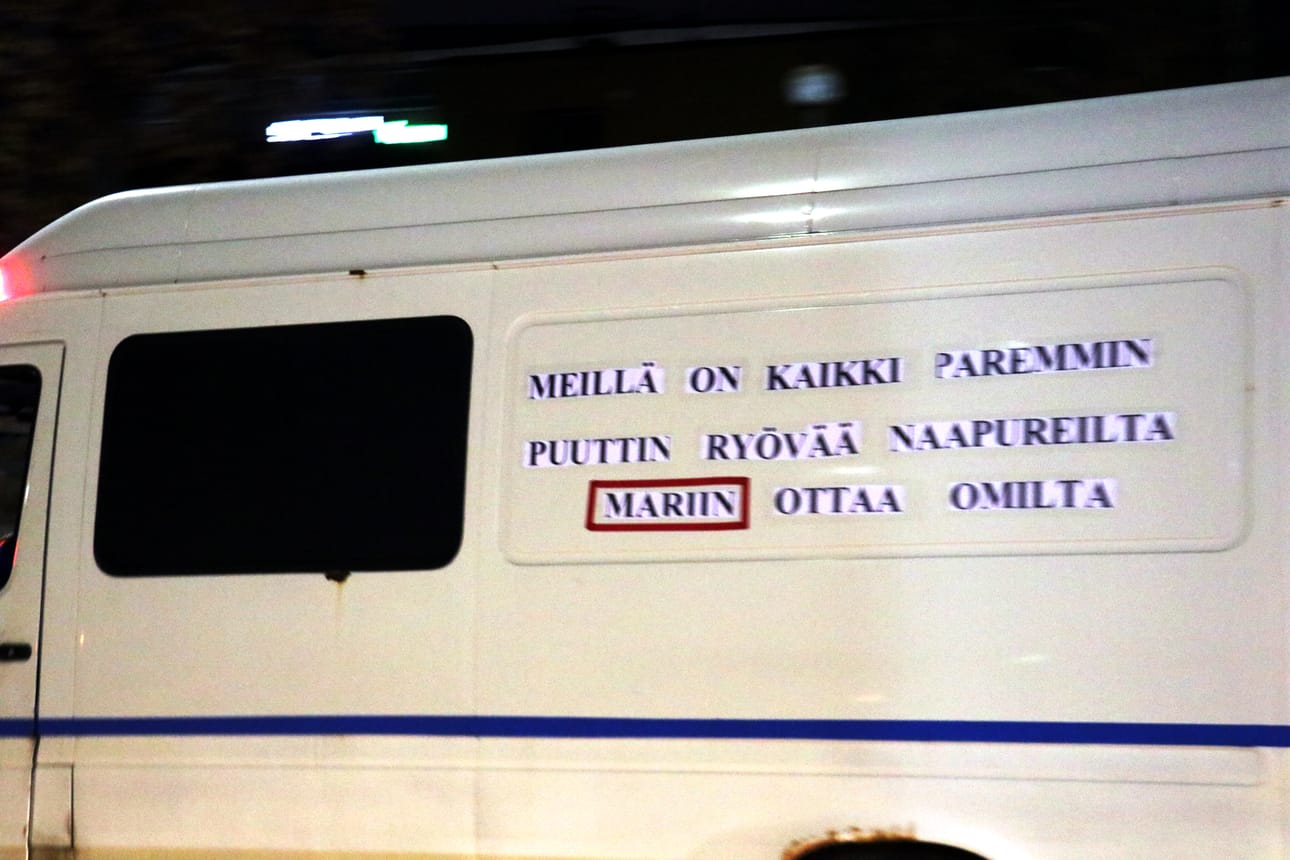 MEILLÄ ON KAIKKI PAREMMIN
PUUTTIN RYÖVÄÄ NAAPUREILTA
MARIIN OTTAA OMILTA